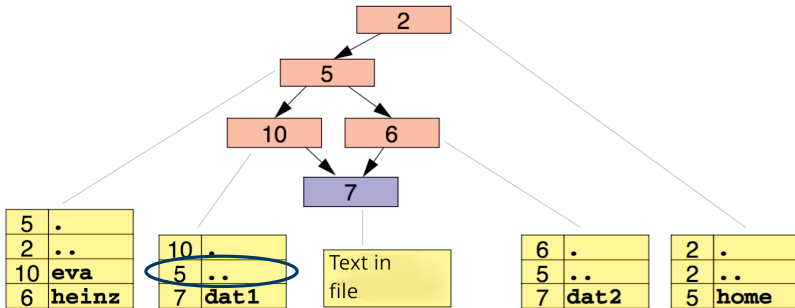 2
5
10 6
7
5 .
2 ..
10 eva
6 heinz
10 .
5 ..
7 dat1
Text in
file
6 .
5 ..
7 dat2
2 .
2 ..
5 home